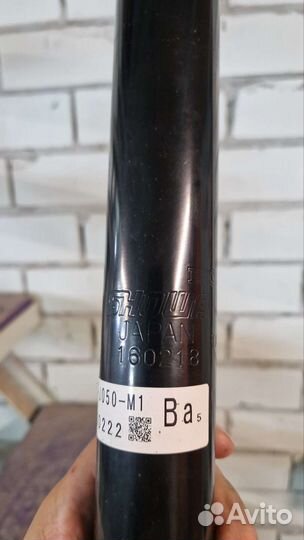 SHOWA
JAPAN
160218
050-M1
0222
Ba5
Avito